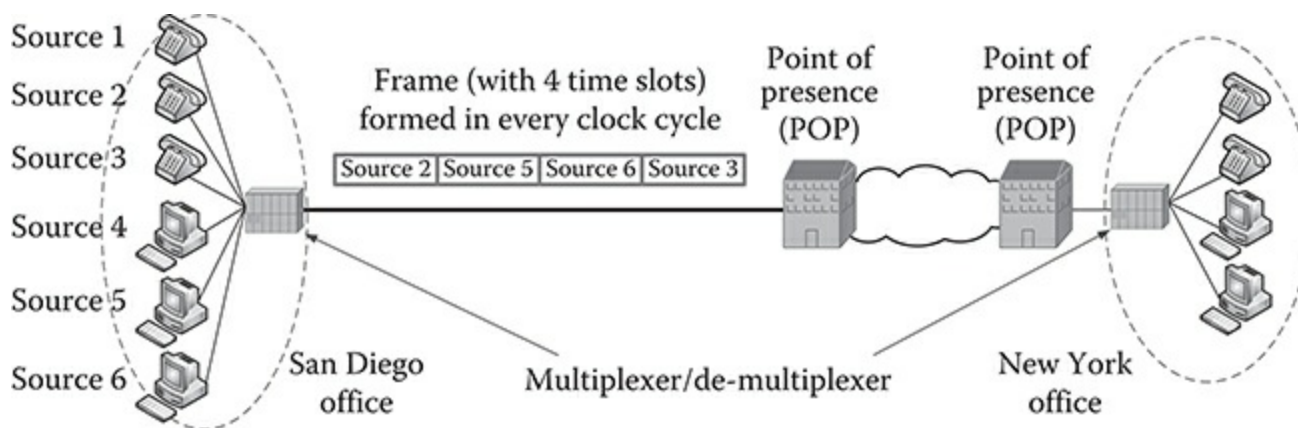 Source 1
Source 2
Source 3
Source 4
Source 5
Source 6
Frame (with 4 time slots)
formed in every clock cycle
Source 2 Source 5 Source 6 Source 3
Point of
presence
(POP)
Point of
presence
(POP)
San Diego
office
Multiplexer/de-multiplexer
New York
office